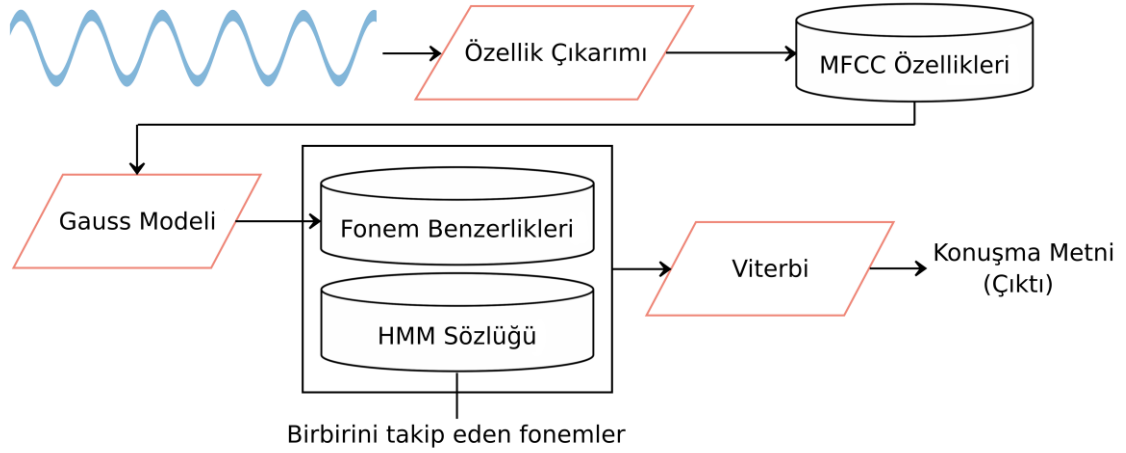 Özellik Çıkarımı
MFCC Özellikleri
Gauss Modeli
Fonem Benzerlikleri
HMM Sözlüğü
Viterbi
Konuşma Metni
(Çıktı)
Birbirini takip eden fonemler